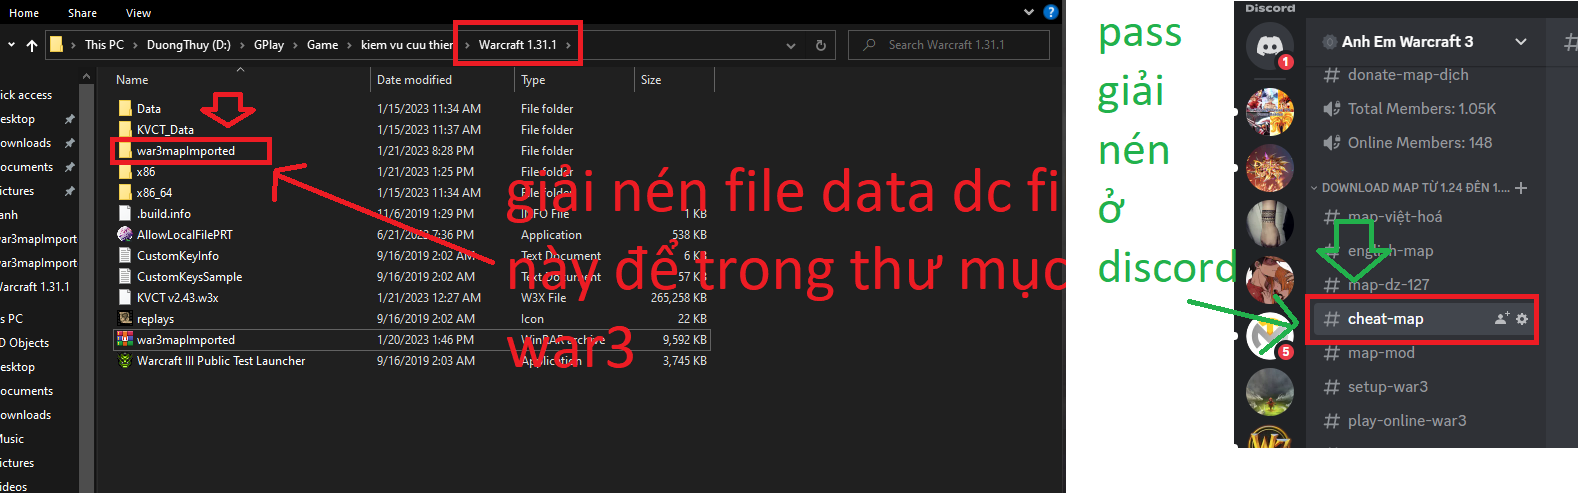 Home Share View
This PC DuongThuy (D:) GPlay Game kiem vu cuu thien Warcraft 1.31.1
Search Warcraft 1.31.1
Name Date modified Type Size
ick access
esktop
ownloads
ocuments
ictures
anh
var3mapImport
var3mapImport
Varcraft 1.31.1
s PC
D Objects
esktop
ocuments
ownloads
Music
ictures
ideos
Data 1/15/2023 11:34 AM File folder
KVCT_Data 1/15/2023 11:37 AM File folder
war3mapImported 1/21/2023 8:28 PM File folder
x86 1/21/2023 1:25 PM File folder
x86_64 1/15/2023 11:34 AM File folder
.build.info 11/6/2019 1:29 PM INFO File 1 KB
AllowLocalFilePRT 6/21/2022 7:36 PM Application 538 KB
CustomKeyInfo 9/16/2019 2:02 AM Text Document 6 KB
CustomKeysSample 9/16/2019 2:02 AM Text Document 57 KB
KVCT v2.43.w3x 1/21/2023 12:27 AM W3X File 265,258 KB
replays 9/16/2019 2:02 AM Icon 22 KB
war3mapImported 1/20/2023 1:46 PM WinRAR archive 9,592 KB
Warcraft III Public Test Launcher 9/16/2019 2:03 AM Application 3,745 KB
giải nén file data dc fi
này để trong thư mục
war3
pass
giải
nén
ở
discord
Discord
Anh Em Warcraft 3
donate-map-dịch
Total Members: 1.05K
Online Members: 148
DOWNLOAD MAP TỪ 1.24 ĐẾN 1....
map-việt-hoá
english-map
map-dz-127
cheat-map
map-mod
setup-war3
play-online-war3
1
5